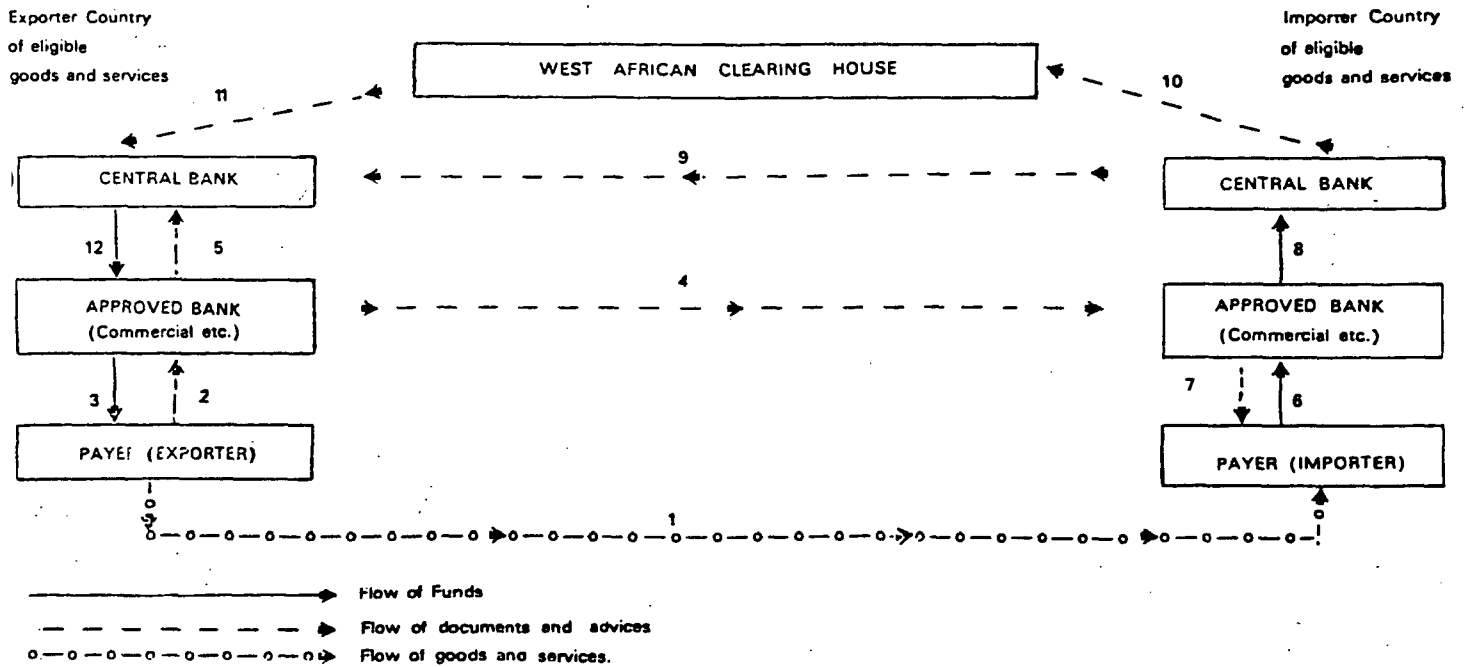 Exporter Country
of eligible
goods and services
Importer Country
of eligible
goods and services
WEST AFRICAN CLEARING HOUSE
11
10
CENTRAL BANK
9
CENTRAL BANK
12
5
8
APPROVED BANK
(Commercial etc.)
4
APPROVED BANK
(Commercial etc.)
3
2
7
6
PAYEE (EXPORTER)
PAYER (IMPORTER)
1
Flow of Funds
Flow of documents and advices
Flow of goods and services.